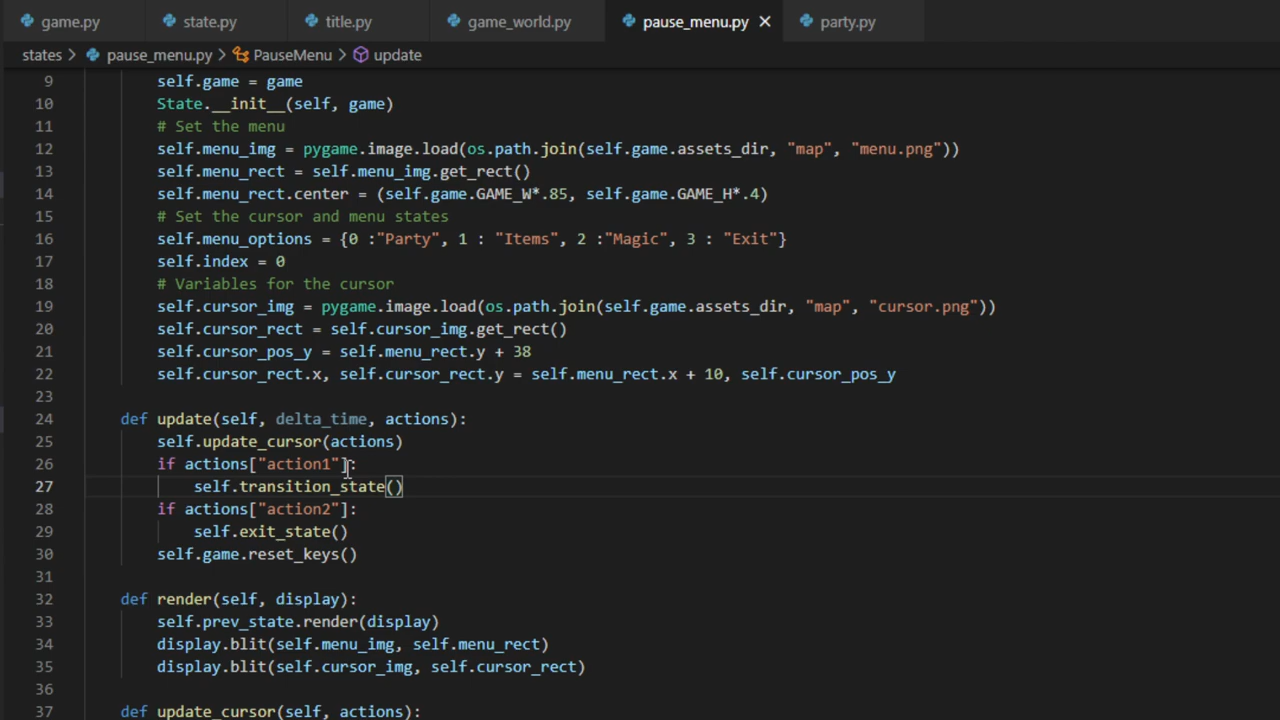 game.py state.py title.py game_world.py pause_menu.py × party.py
states > pause_menu.py > PauseMenu > update
9 self.game = game
10 State.__init__(self, game)
11 # Set the menu
12 self.menu_img = pygame.image.load(os.path.join(self.game.assets_dir, "map", "menu.png"))
13 self.menu_rect = self.menu_img.get_rect()
14 self.menu_rect.center = (self.game.GAME_W*.85, self.game.GAME_H*.4)
15 # Set the cursor and menu states
16 self.menu_options = {0 :"Party", 1 : "Items", 2 :"Magic", 3 : "Exit"}
17 self.index = 0
18 # Variables for the cursor
19 self.cursor_img = pygame.image.load(os.path.join(self.game.assets_dir, "map", "cursor.png"))
20 self.cursor_rect = self.cursor_img.get_rect()
21 self.cursor_pos_y = self.menu_rect.y + 38
22 self.cursor_rect.x, self.cursor_rect.y = self.menu_rect.x + 10, self.cursor_pos_y
23
24 def update(self, delta_time, actions):
25 self.update_cursor(actions)
26 if actions["action1"]:
27 self.transition_state()
28 if actions["action2"]:
29 self.exit_state()
30 self.game.reset_keys()
31
32 def render(self, display):
33 self.prev_state.render(display)
34 display.blit(self.menu_img, self.menu_rect)
35 display.blit(self.cursor_img, self.cursor_rect)
36
37 def update_cursor(self, actions):